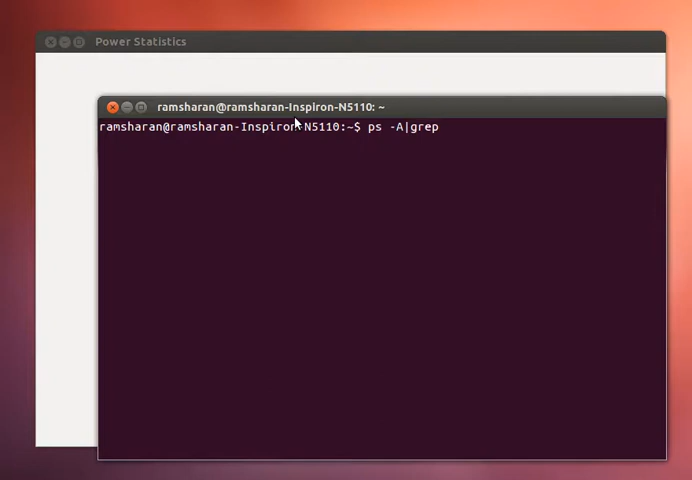 Power Statistics
ramsharan@ramsharan-Inspiron-N5110: ~
ramsharan@ramsharan-Inspiron-N5110:~$ ps -A|grep